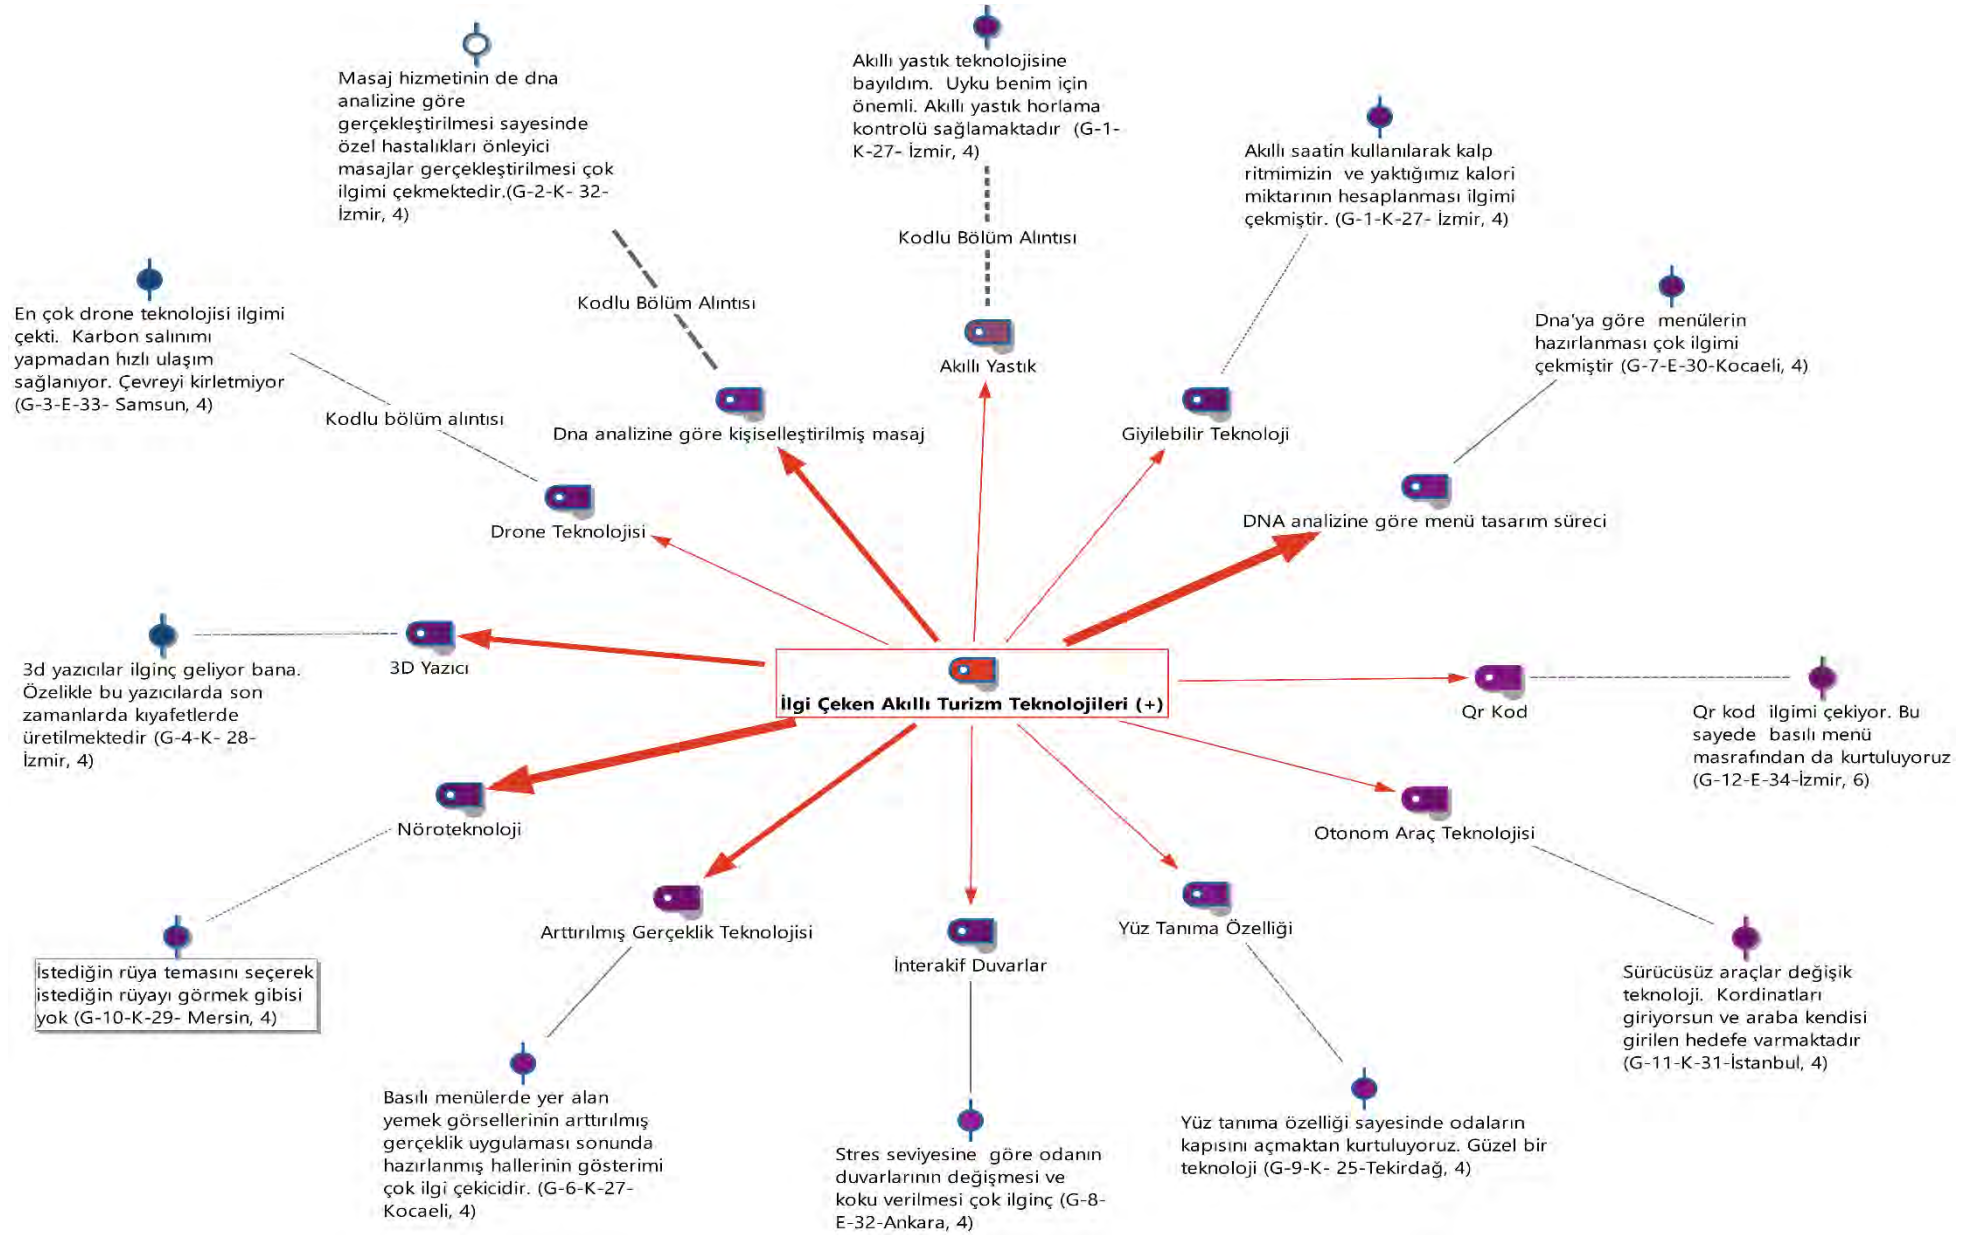 Masaj hizmetinin de dna
analizine göre
gerçekleştirilmesi sayesinde
özel hastalıkları önleyici
masajlar gerçekleştirilmesi çok
ilgimi çekmektedir.(G-2-K- 32-
İzmir, 4)
Akıllı yastık teknolojisine
bayıldım. Uyku benim için
önemli. Akıllı yastık horlama
kontrolü sağlamaktadır (G-1-
K-27- İzmir, 4)
Akıllı saatin kullanılarak kalp
ritmimizin ve yaktığımız kalori
miktarının hesaplanması ilgimi
çekmiştir. (G-1-K-27- İzmir, 4)
Kodlu Bölüm Alıntısı
Kodlu Bölüm Alıntısı
En çok drone teknolojisi ilgimi
çekti. Karbon salınımı
yapmadan hızlı ulaşım
sağlanıyor. Çevreyi kirletmiyor
(G-3-E-33- Samsun, 4)
Dna'ya göre menülerin
hazırlanması çok ilgimi
çekmiştir (G-7-E-30-Kocaeli, 4)
Kodlu bölüm alıntısı
Akıllı Yastık
Dna analizine göre kişiselleştirilmiş masaj
Giyilebilir Teknoloji
Drone Teknolojisi
DNA analizine göre menü tasarım süreci
3d yazıcılar ilginç geliyor bana.
Özelikle bu yazıcılarda son
zamanlarda kıyafetlerde
üretilmektedir (G-4-K- 28-
İzmir, 4)
3D Yazıcı
İlgi Çeken Akıllı Turizm Teknolojileri (+)
Qr Kod
Qr kod ilgimi çekiyor. Bu
sayede basılı menü
masrafından da kurtuluyoruz
(G-12-E-34-İzmir, 6)
Nöroteknoloji
Otonom Araç Teknolojisi
Arttırılmış Gerçeklik Teknolojisi
İnterakif Duvarlar
Yüz Tanıma Özelliği
İstediğin rüya temasını seçerek
istediğin rüyayı görmek gibisi
yok (G-10-K-29- Mersin, 4)
Sürücüsüz araçlar değişik
teknoloji. Kordinatları
giriyorsun ve araba kendisi
girilen hedefe varmaktadır
(G-11-K-31-İstanbul, 4)
Basılı menülerde yer alan
yemek görsellerinin arttırılmış
gerçeklik uygulaması sonunda
hazırlanmış hallerinin gösterimi
çok ilgi çekicidir. (G-6-K-27-
Kocaeli, 4)
Stres seviyesine göre odanın
duvarlarının değişmesi ve
koku verilmesi çok ilginç (G-8-
E-32-Ankara, 4)
Yüz tanıma özelliği sayesinde odaların
kapısını açmaktan kurtuluyoruz. Güzel bir
teknoloji (G-9-K- 25-Tekirdağ, 4)